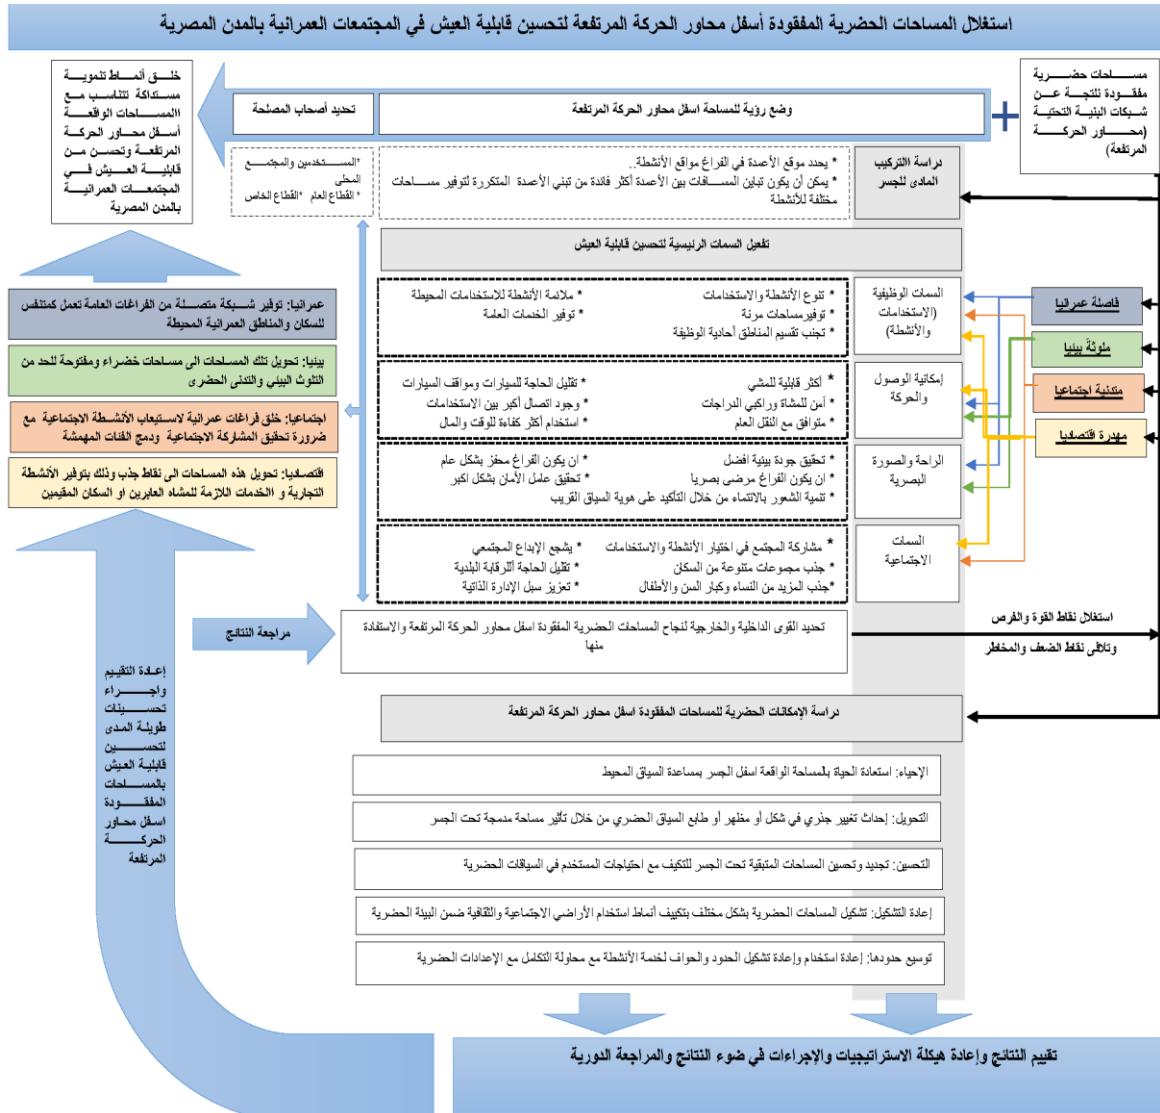 استغلال المساحات الحضرية المفقودة أسفل محاور الحركة المرتفعة لتحسين قابلية العيش في المجتمعات العمرانية بالمدن المصرية
مساحات حضرية
مفقودة ناتجة عن
شبكات البنية التحتية
(محاور الحركة
المرتفعة)
+
وضع رؤية للمساحة اسفل محاور الحركة المرتفعة
تحديد أصحاب المصلحة
خلق أنماط تنموية
مستداكة تتناسب مع
االمساحات الواقعة
أسفل محاور الحركة
المرتفعة وتحسن من
قابلية العيش في
المجتمعات العمرانية
بالمدن المصرية
دراسة االتركيب
المادى للجسر
* يحدد موقع الأعمدة في الفراغ مواقع الأنشطة..
* يمكن أن يكون تباين المسافات بين الأعمدة أكثر فائدة من تبني الأعمدة المتكررة لتوفير مساحات
مختلفة للأنشطة
*المستخدمين والمجتمع
المحلى
* القطاع العام *القطاع الخاص
تفعيل السمات الرئيسية لتحسين قابلية العيش
السمات الوظيفية
(الاستخدامات
والأنشطة)
* تنوع الأنشطة والاستخدامات
* ملائمة الأنشطة للاستخدامات المحيطة
* توفيرمساحات مرنة
* توفير الخدمات العامة
* تجنب تقسيم المناطق أحادية الوظيفة
إمكانية الوصول
والحركة
* أكثر قابلية للمشي
* تقليل الحاجة للسيارات ومواقف السيارات
* آمن للمشاة وراكبي الدراجات
* وجود اتصال أكبر بين الاستخدامات
* متوافق مع النقل العام
* استخدام أكثر كفاءة للوقت والمال
الراحة والصورة
البصرية
* تحقيق جودة بيئية افضل
* ان يكون الفراغ محفز بشكل عام
* ان يكون الفراغ مرضى بصريا
* تحقيق عامل الأمان بشكل اكبر
* تنمية الشعور بالانتماء من خلال التأكيد على هوية السياق القريب
السمات
الاجتماعية
* مشاركة المجتمع في اختيار الأنشطة والاستخدامات
* يشجع الإبداع المجتمعي
* جذب مجموعات متنوعة من السكان
* تقليل الحاجة أللرقابة البلدية
*جذب المزيد من النساء وكبار السن والأطفال
* تعزيز سبل الإدارة الذاتية
فاصلة عمرانيا
ملوثةً بيئيا
متدنية اجتماعيا
مهدرة اقتصاديا
عمرانيا: توفير شبكة متصلة من الفراغات العامة تعمل كمتنفس
للسكان والمناطق العمرانية المحيطة
بيئيا: تحويل تلك المساحات الى مساحات خضراء ومفتوحة للحد من
التلوث البيئي والتدنى الحضرى
اجتماعيا: خلق فراغات عمرانية لاستيعاب الأنشطة الاجتماعية مع
ضرورة تحقيق المشاركة الاجتماعية ودمج الفئات المهمشة
اقتصاديا: تحويل هذه المساحات الى نقاط جذب وذلك بتوفير الأنشطة
التجارية و االخدمات اللازمة للمشاه العابرين او السكان المقيمين
مراجعة النتائج
تحديد القوى الداخلية والخارجية لنجاح المساحات الحضرية المفقودة اسفل محاور الحركة المرتفعة والاستفادة
منها
استغلال نقاط القوة والفرص
وتلافى نقاط الضعف والمخاطر
إعادة التقييم
واجراء
تحسينات
طويلة المدى
لتحسين
قابلية العيش
بالمساحات
المفقودة
اسفل محاور
الحركة
المرتفعة
دراسة الإمكانات الحضرية للمساحات المفقودة اسفل محاور الحركة المرتفعة
الإحياء: استعادة الحياة بالمساحة الواقعة اسفل الجسر بمساعدة السياق المحيط
التحويل: إحداث تغيير جذري في شكل أو مظهر أو طابع السياق الحضري من خلال تأثير مساحة مدمجة تحت الجسر
التحسين: تجديد وتحسين المساحات المتبقية تحت الجسر للتكيف مع احتياجات المستخدم في السياقات الحضرية
إعادة التشكيل: تشكيل المساحات الحضرية بشكل مختلف بتكييف أنماط استخدام الأراضي الاجتماعية والثقافية ضمن البيئة الحضرية
توسيع حدودها: إعادة استخدام وإعادة تشكيل الحدود والحواف لخدمة الأنشطة مع محاولة التكامل مع الإعدادات الحضرية
تقييم النتائج وإعادة هيكلة الاستراتيجيات والإجراءات في ضوء النتائج والمراجعة الدورية